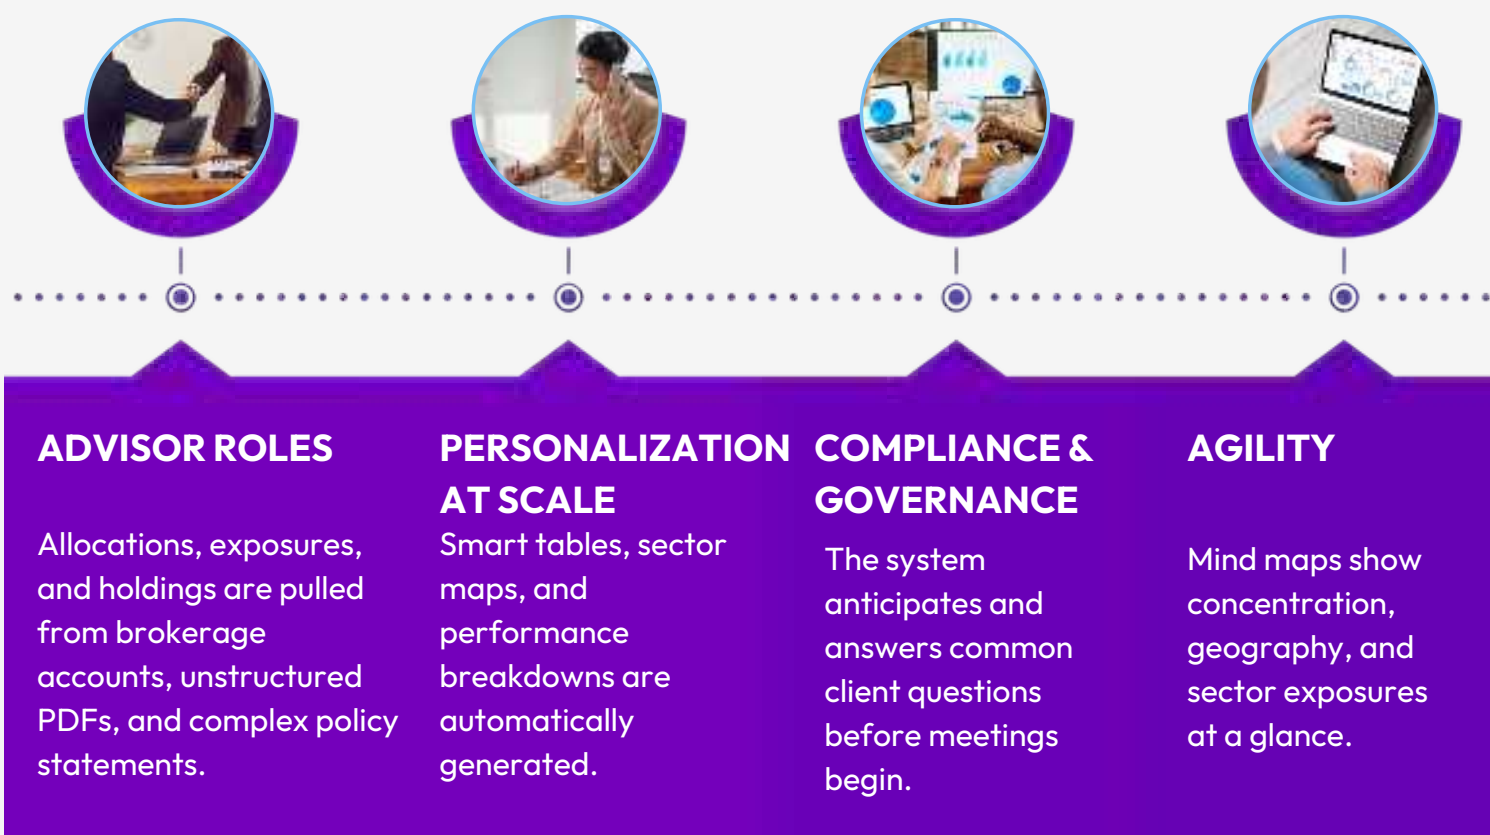 ADVISOR ROLES
Allocations, exposures,
and holdings are pulled
from brokerage
accounts, unstructured
PDFs, and complex policy
statements.
PERSONALIZATION
AT SCALE
Smart tables, sector
maps, and
performance
breakdowns are
automatically
generated.
COMPLIANCE &
GOVERNANCE
The system
anticipates and
answers common
client questions
before meetings
begin.
AGILITY
Mind maps show
concentration,
geography, and
sector exposures
at a glance.